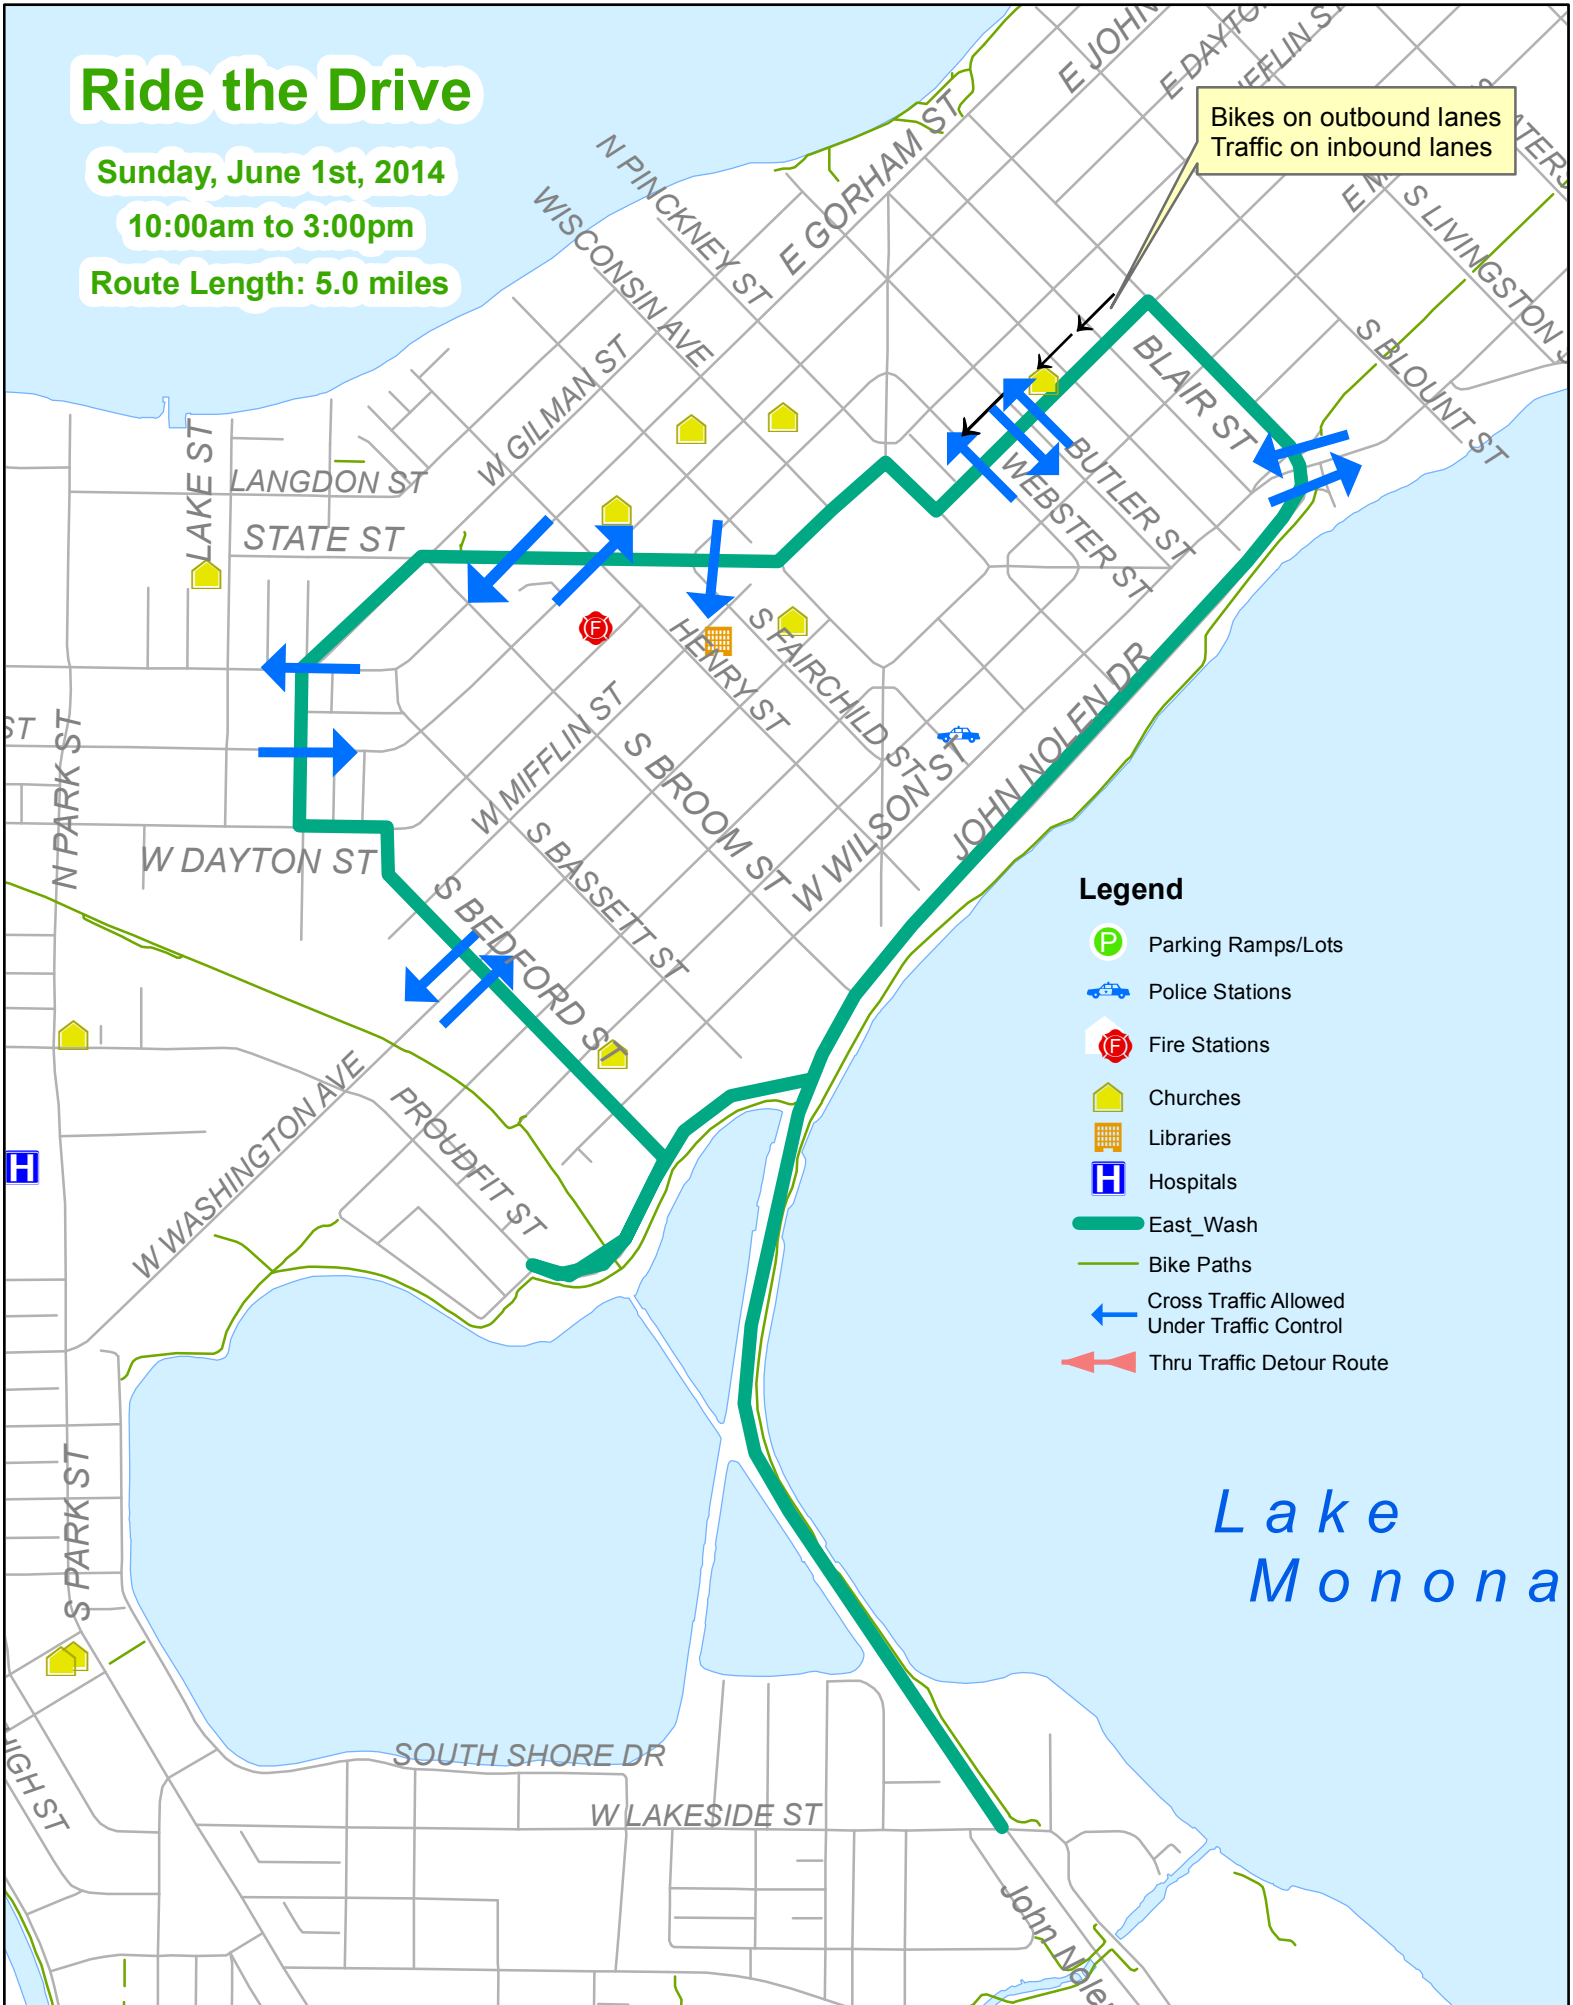 Ride the Drive
Sunday, June 1st, 2014
10:00am to 3:00pm
Route Length: 5.0 miles
Bikes on outbound lanes
Traffic on inbound lanes
E DAYTON
E GORHAM ST
N PINCKNEY ST
WISCONSIN AVE
S LIVINGSTON S
S BLOUNT ST
BLAIR ST
BUTLER ST
WEBSTER ST
W GILMAN ST
LAKE ST
LANGDON ST
STATE ST
S FAIRCHILD ST
HENRY ST
W MIFFLIN ST
S BROOM ST
W WILSON ST
JOHN NOLEN DR
ST
N PARK ST
W DAYTON ST
S BASSETT ST
S BEDFORD ST
PROUDFIT ST
W WASHINGTON AVE
Legend
P Parking Ramps/Lots
Police Stations
F Fire Stations
Churches
Libraries
H Hospitals
East_Wash
Bike Paths
Cross Traffic Allowed
Under Traffic Control
Thru Traffic Detour Route
F
H
S PARK ST
Lake
Monona
SOUTH SHORE DR
W LAKESIDE ST
IGH ST
John Nolen